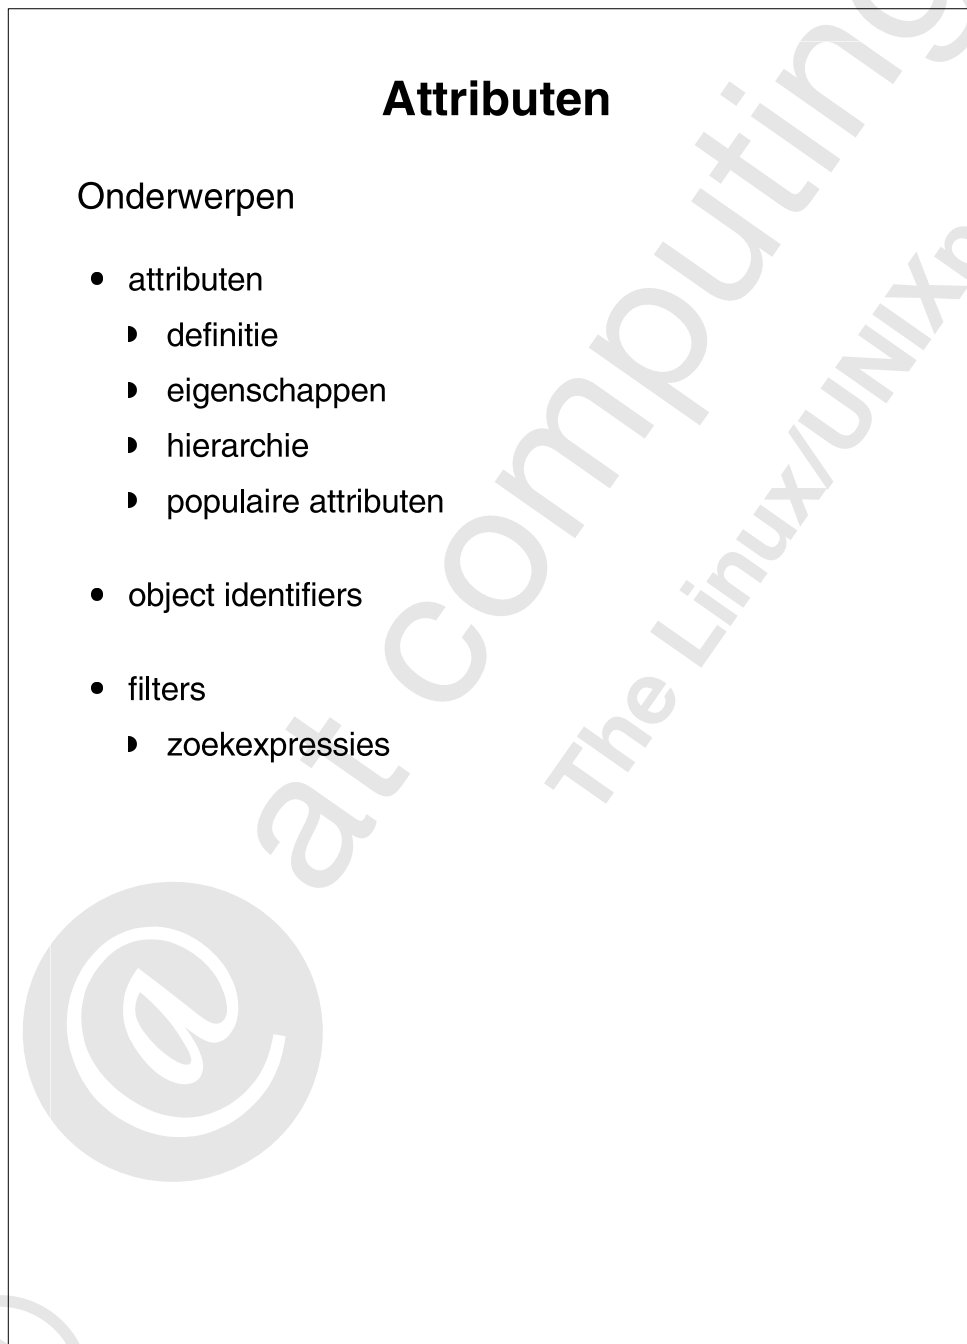 Attributen
Onderwerpen
• attributen
◗ definitie
◗ eigenschappen
◗ hierarchie
◗ populaire attributen
• object identifiers
• filters
◗ zoekexpressies
@ at computing
The Linux/UNIX